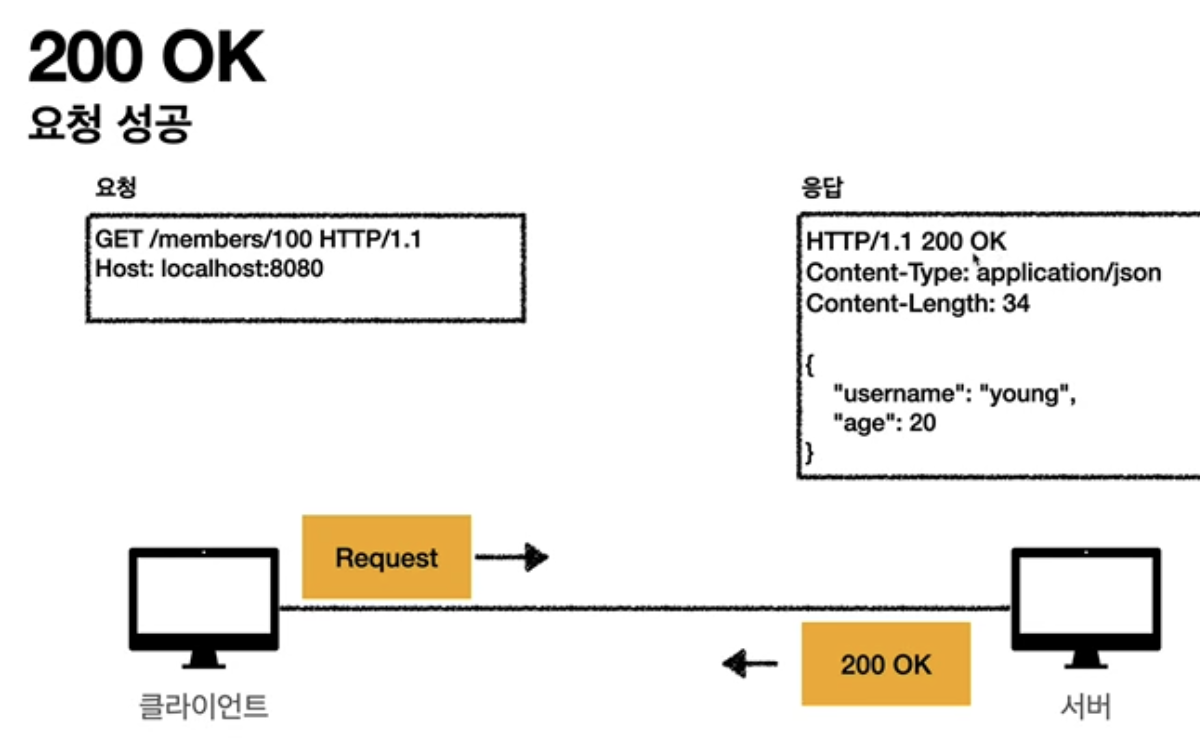 200 OK
요청 성공
요청
GET /members/100 HTTP/1.1
Host: localhost:8080
응답
HTTP/1.1 200 OK
Content-Type: application/json
Content-Length: 34
{
"username": "young",
"age": 20
}
Request
200 OK
클라이언트
서버